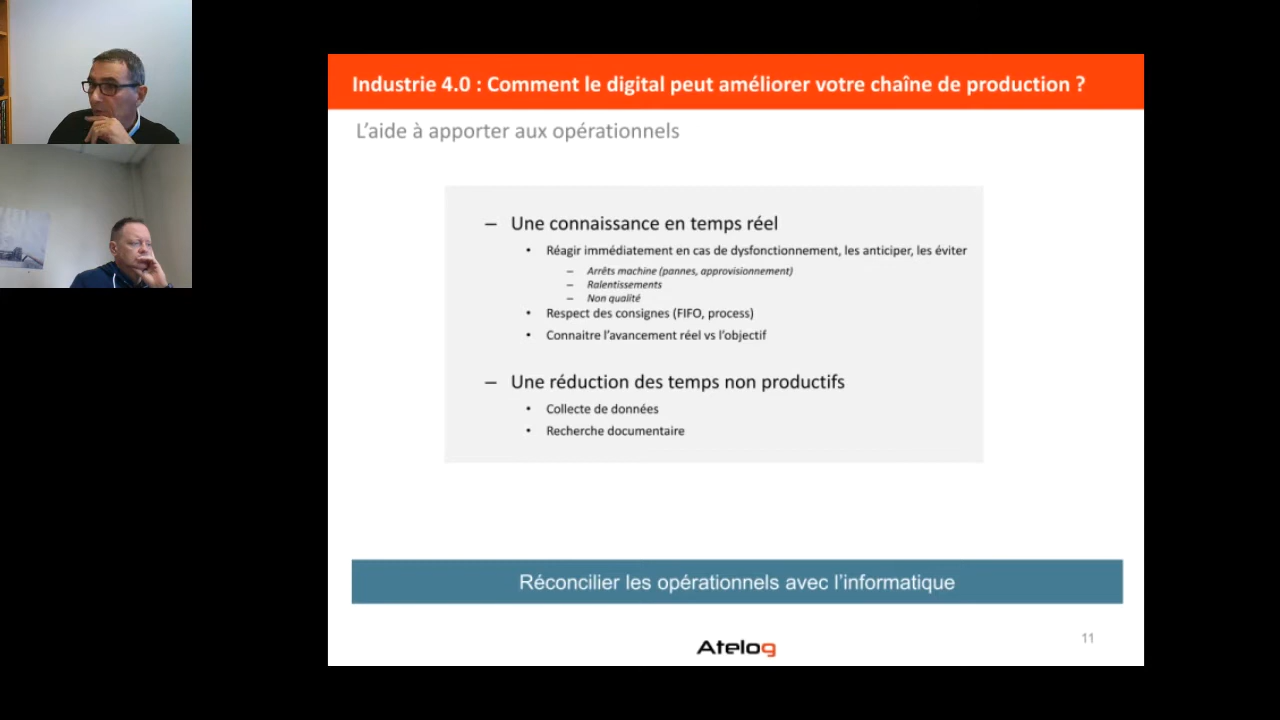 Industrie 4.0 : Comment le digital peut améliorer votre chaîne de production ?
L’aide à apporter aux opérationnels
– Une connaissance en temps réel
• Réagir immédiatement en cas de dysfonctionnement, les anticiper, les éviter
– Arrêts machine (pannes, approvisionnement)
– Ralentissements
– Non qualité
• Respect des consignes (FIFO, process)
• Connaitre l’avancement réel vs l’objectif
– Une réduction des temps non productifs
• Collecte de données
• Recherche documentaire
Réconcilier les opérationnels avec l’informatique
Atelog
11